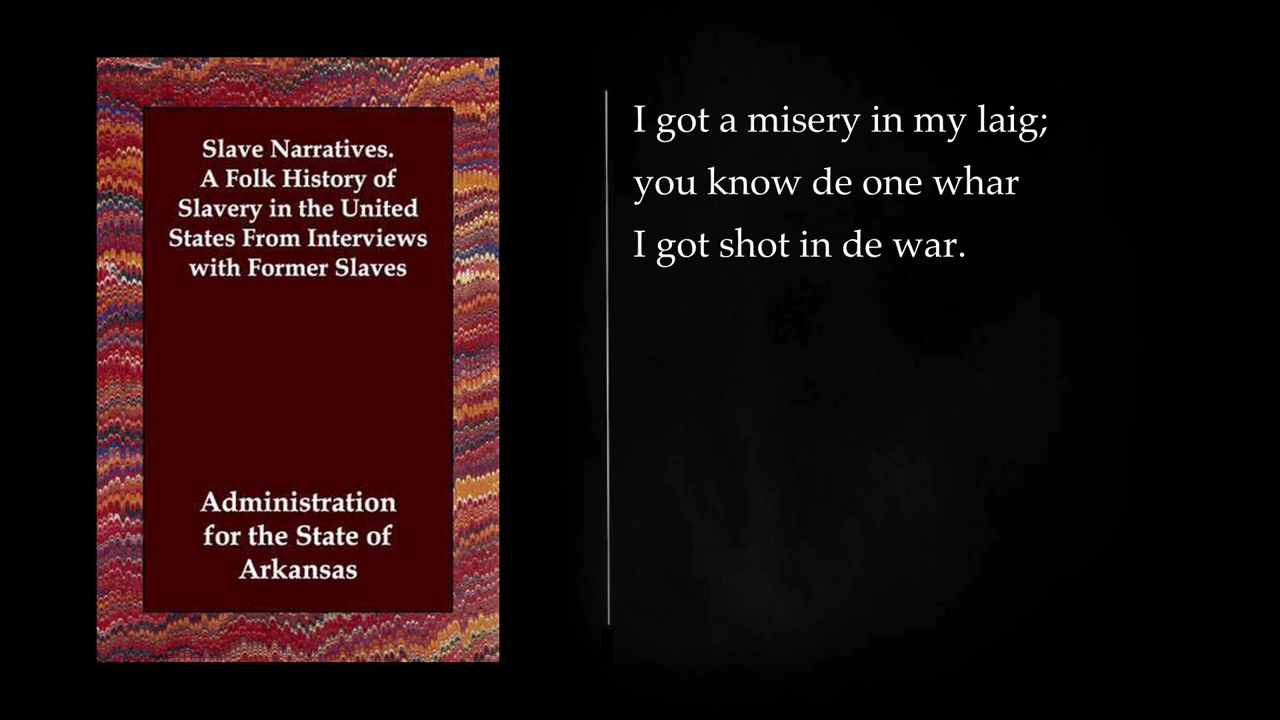 Slave Narratives.
A Folk History of
Slavery in the United
States From Interviews
with Former Slaves
Administration
for the State of
Arkansas
I got a misery in my laig;
you know de one whar
I got shot in de war.